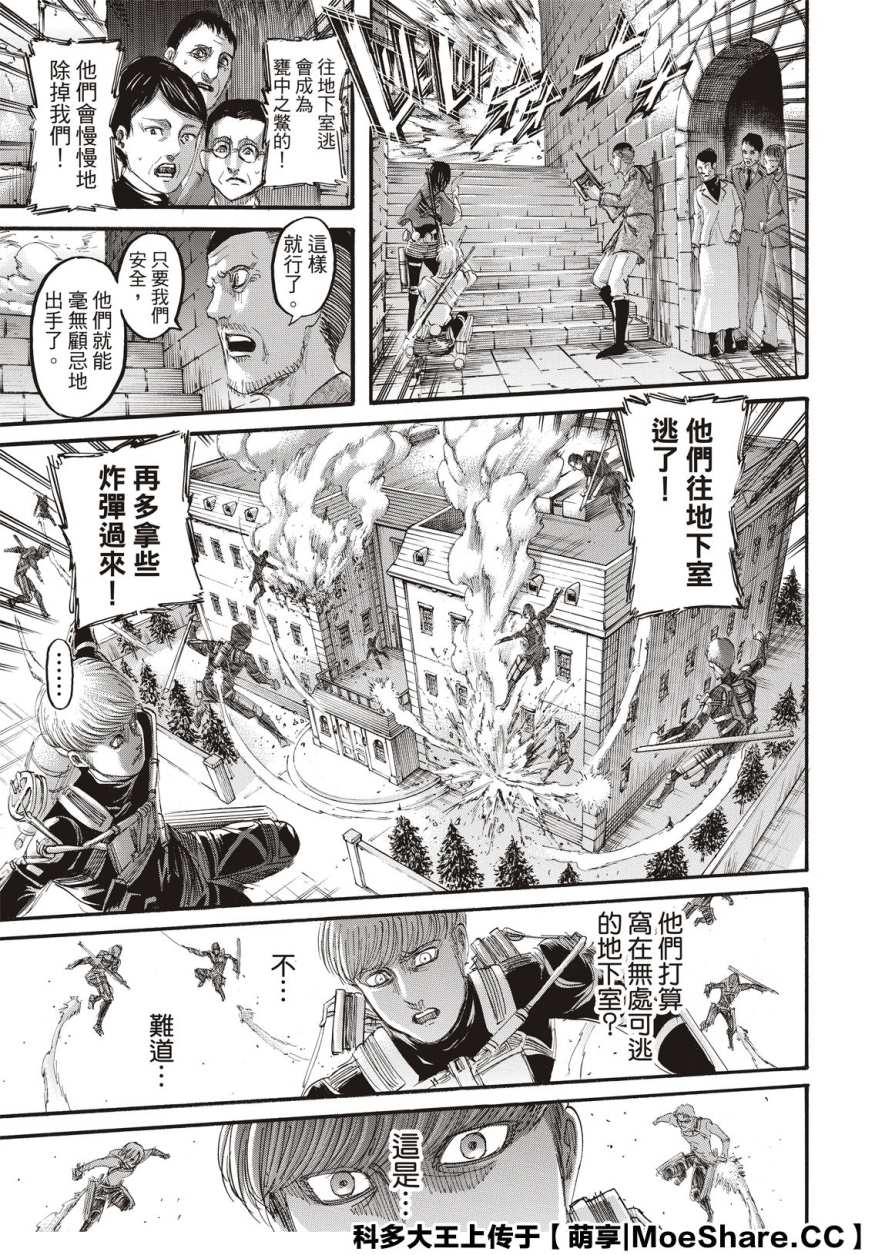 往地下室逃
會成為
甕中之鱉的！
他們會慢慢地
除掉我們！
這樣
就行了。
只要我們
安全，
他們就能
毫無顧忌地
出手了。
他們往地下室
逃了！
再多拿些
炸彈過來！
……
他們打算
窩在無處可逃
的地下室？
不…
難道…
這是…
科多大王上传于【萌享|MoeShare.CC】